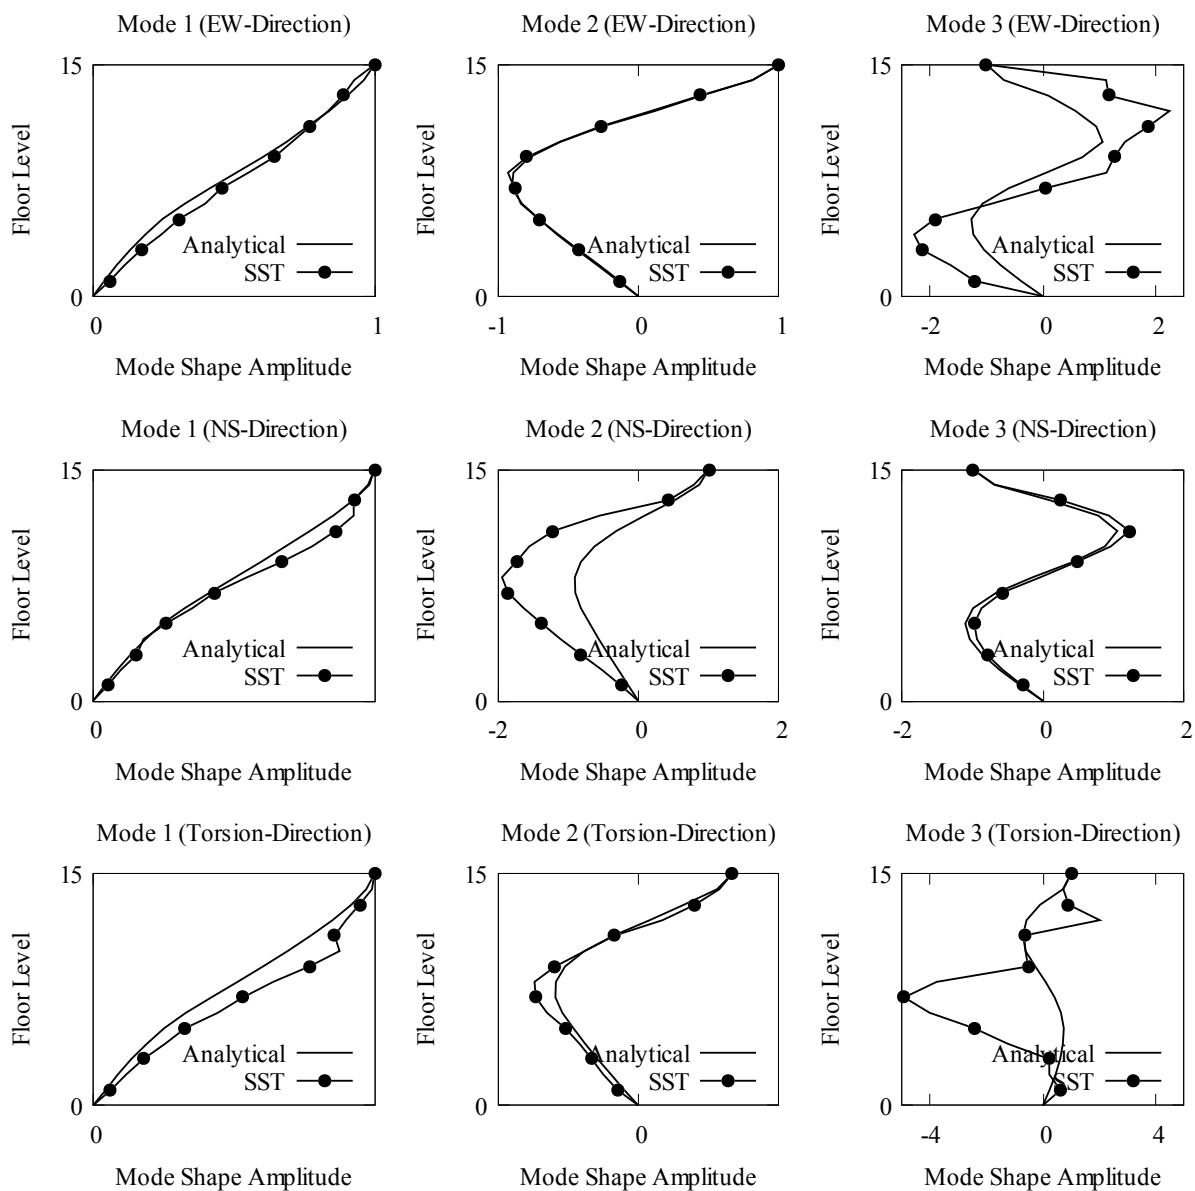 Mode 1 (EW-Direction)
15
Floor Level
Analytical
SST
0
0
1
Mode Shape Amplitude
Mode 2 (EW-Direction)
15
Floor Level
Analytical
SST
0
-1
0
1
Mode Shape Amplitude
Mode 3 (EW-Direction)
15
Floor Level
Analytical
SST
0
-2
0
2
Mode Shape Amplitude
Mode 1 (NS-Direction)
15
Floor Level
Analytical
SST
0
0
Mode Shape Amplitude
Mode 2 (NS-Direction)
15
Floor Level
Analytical
SST
0
-2
0
2
Mode Shape Amplitude
Mode 3 (NS-Direction)
15
Floor Level
Analytical
SST
0
-2
0
2
Mode Shape Amplitude
Mode 1 (Torsion-Direction)
15
Floor Level
Analytical
SST
0
0
Mode Shape Amplitude
Mode 2 (Torsion-Direction)
15
Floor Level
Analytical
SST
0
0
Mode Shape Amplitude
Mode 3 (Torsion-Direction)
15
Floor Level
Analytical
SST
0
-4
0
4
Mode Shape Amplitude